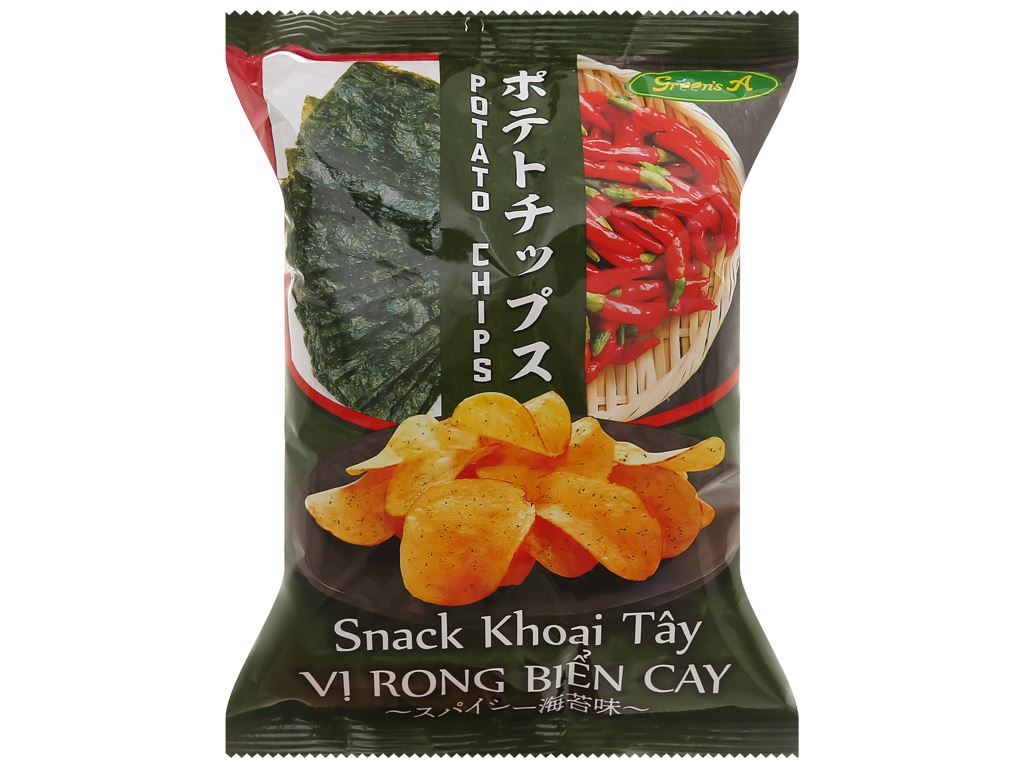 Green's A
POTATO CHIPS
ポテトチップス
Snack Khoai Tây
VỊ RONG BIỂN CAY
～スパイシー海苔味～